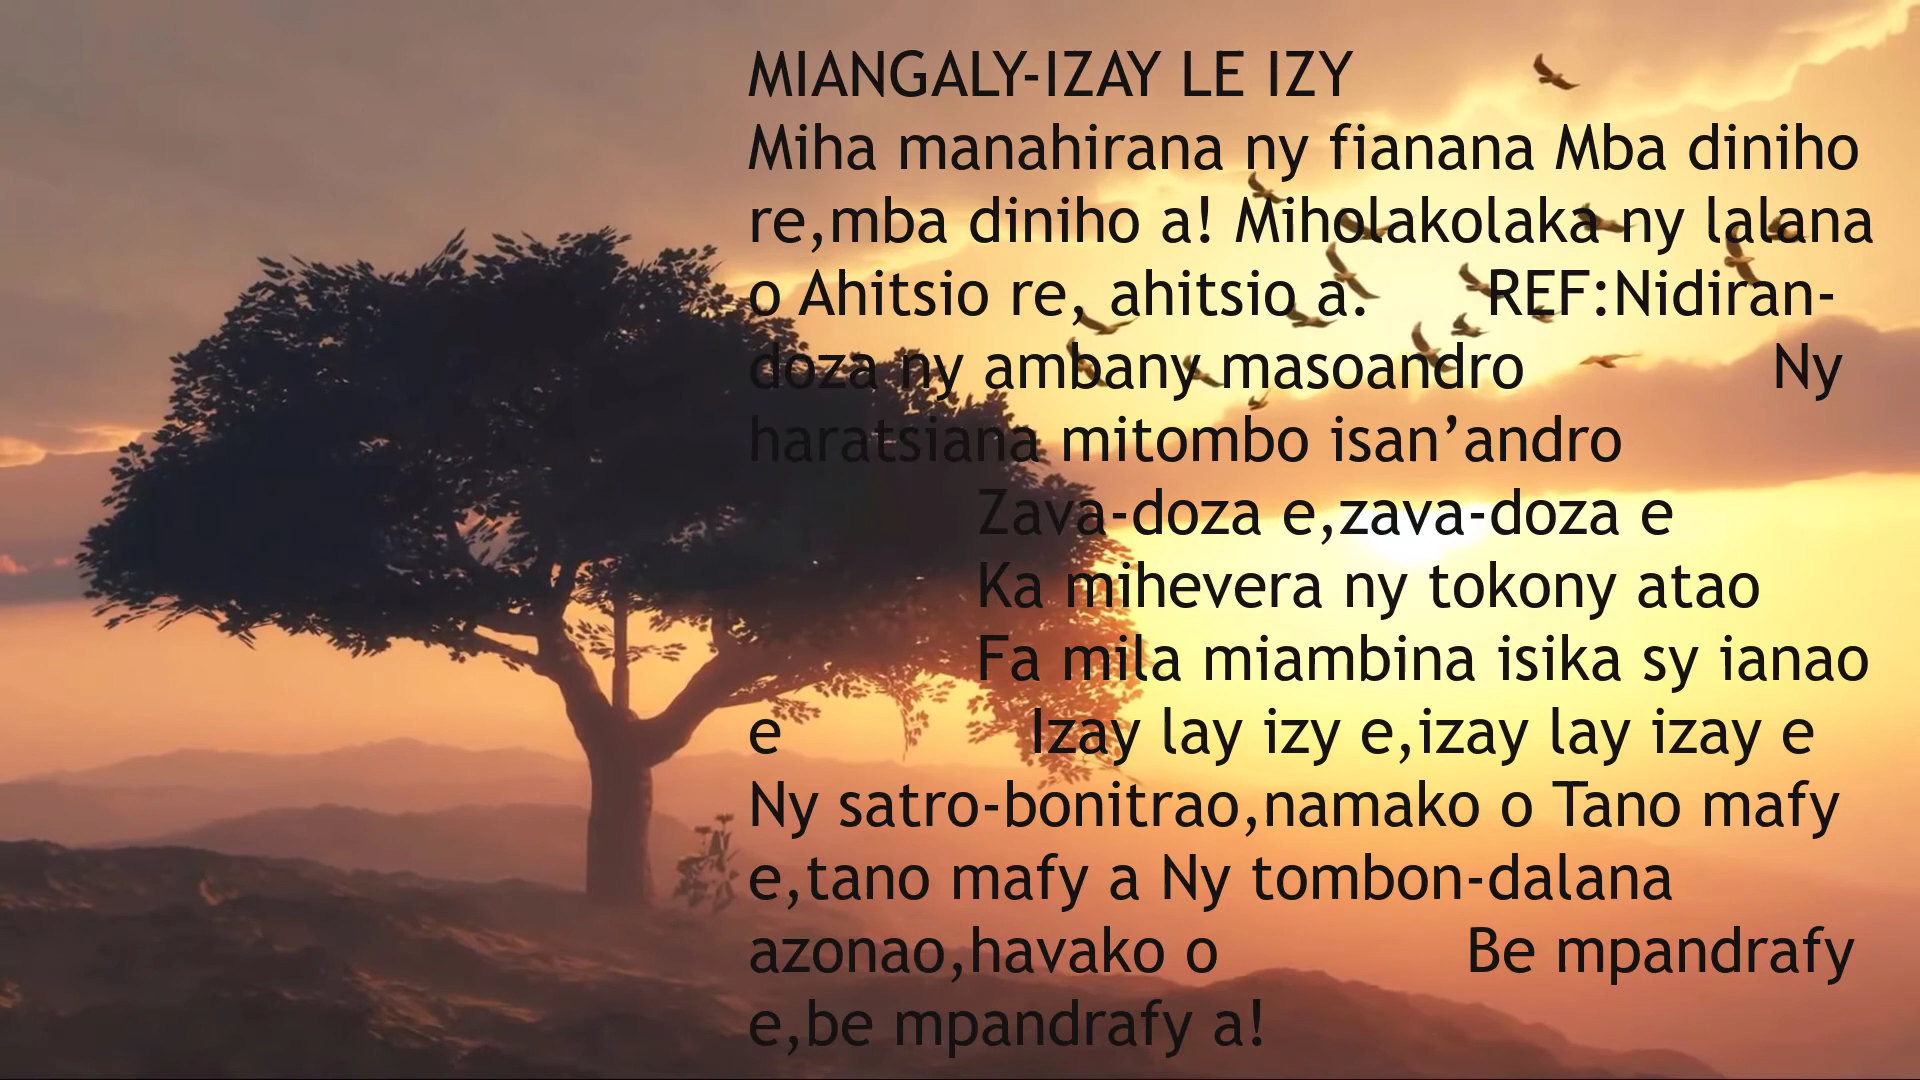 MIANGALY-IZAY LE IZY
Miha manahirana ny fianana Mba diniho
re,mba diniho a! Miholakolaka ny lalana
o Ahitsio re, ahitsio a. REF:Nidiran-
doza ny ambany masoandro Ny
haratsiana mitombo isan’andro
Zava-doza e,zava-doza e
Ka mihevera ny tokony atao
Fa mila miambina isika sy ianao
e Izay lay izy e,izay lay izay e
Ny satro-bonitrao,namako o Tano mafy
e,tano mafy a Ny tombon-dalana
azonao,havako o Be mpandrafy
e,be mpandrafy a!